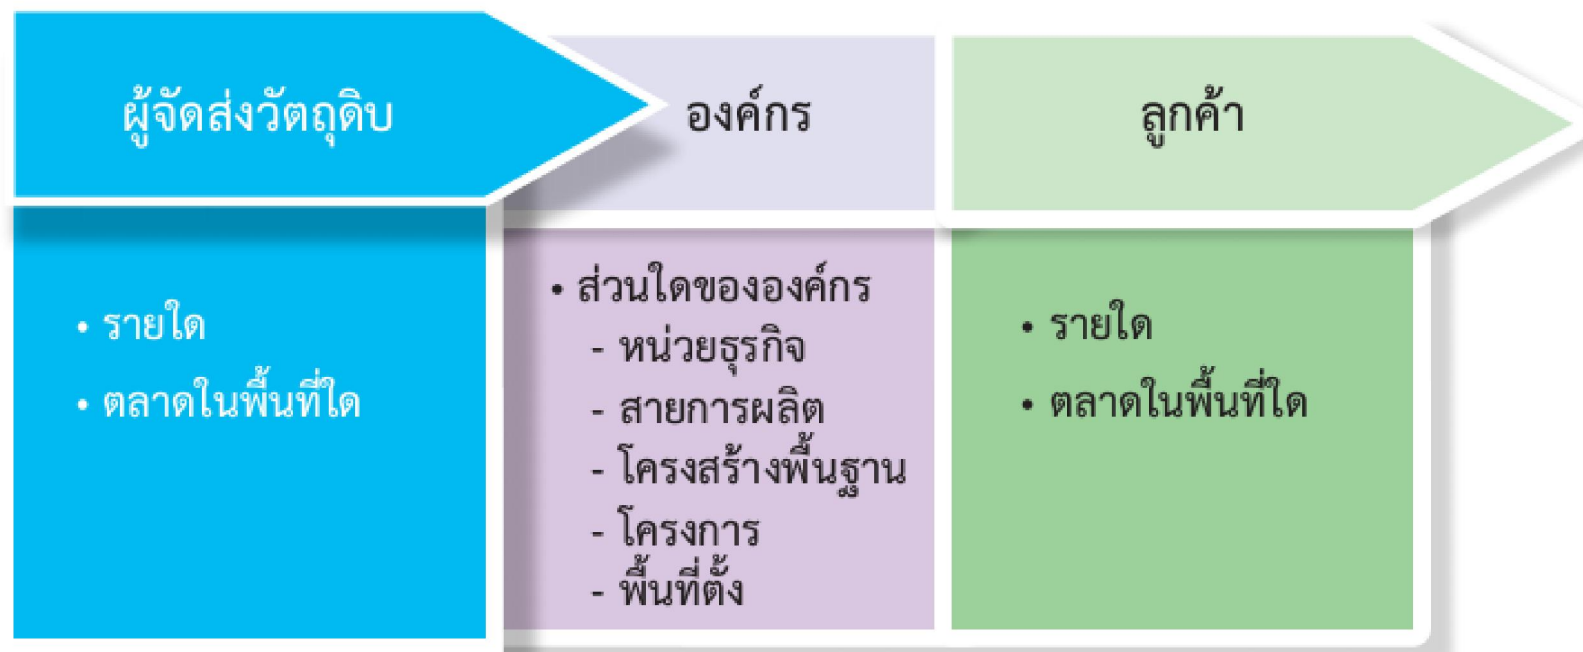 ผู้จัดส่งวัตถุดิบ
• รายใด
• ตลาดในพื้นที่ใด
องค์กร
• ส่วนใดขององค์กร
- หน่วยธุรกิจ
- สายการผลิต
- โครงสร้างพื้นฐาน
- โครงการ
- พื้นที่ตั้ง
ลูกค้า
• รายใด
• ตลาดในพื้นที่ใด